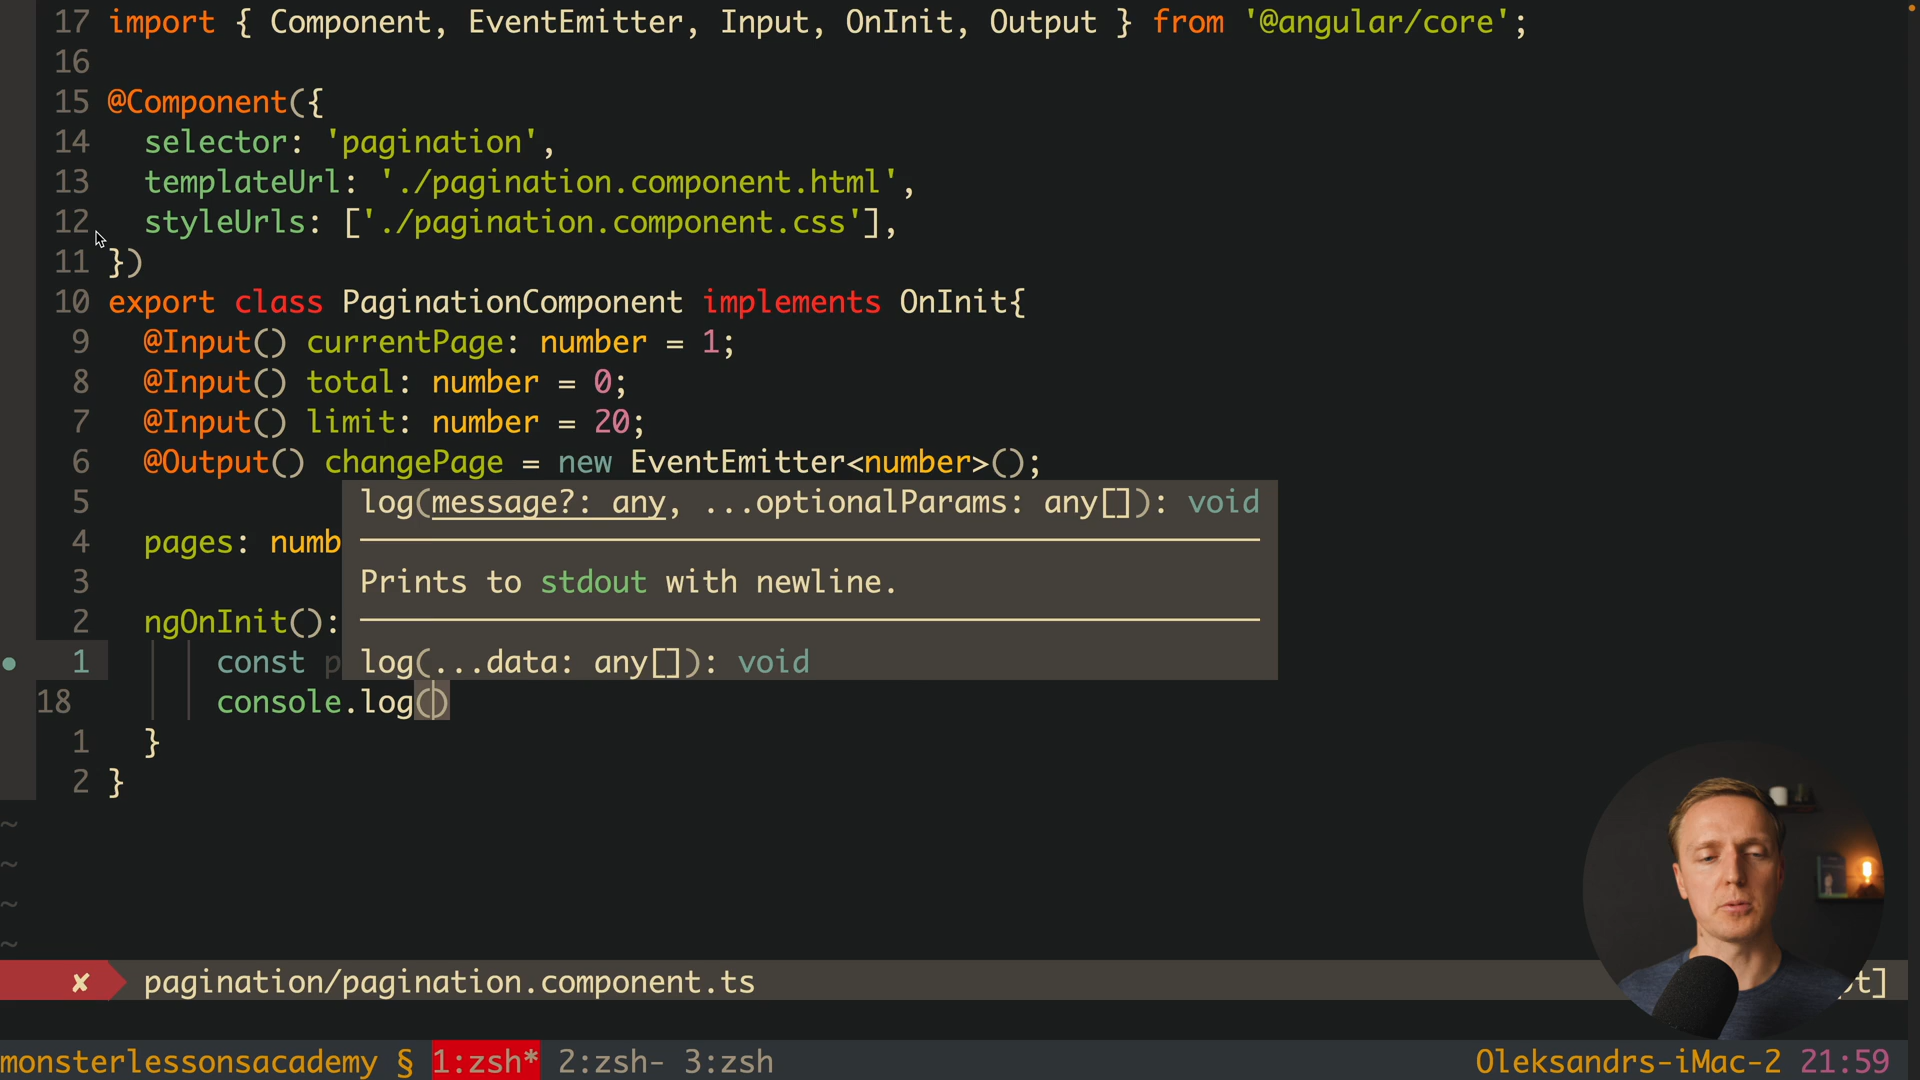 17 import { Component, EventEmitter, Input, OnInit, Output } from '@angular/core';
16
15 @Component({
14 selector: 'pagination',
13 templateUrl: './pagination.component.html',
12 styleUrls: ['./pagination.component.css'],
11 })
10 export class PaginationComponent implements OnInit{
9 @Input() currentPage: number = 1;
8 @Input() total: number = 0;
7 @Input() limit: number = 20;
6 @Output() changePage = new EventEmitter<number>();
5 log(message?: any, ...optionalParams: any[]): void
4 pages: numb
3 Prints to stdout with newline.
2 ngOnInit():
1 const p log(...data: any[]): void
18 console.log()
1 }
2 }
~
~
~
~
✘ pagination/pagination.component.ts t]
monsterlessonsacademy § 1:zsh* 2:zsh- 3:zsh Oleksandrs-iMac-2 21:59